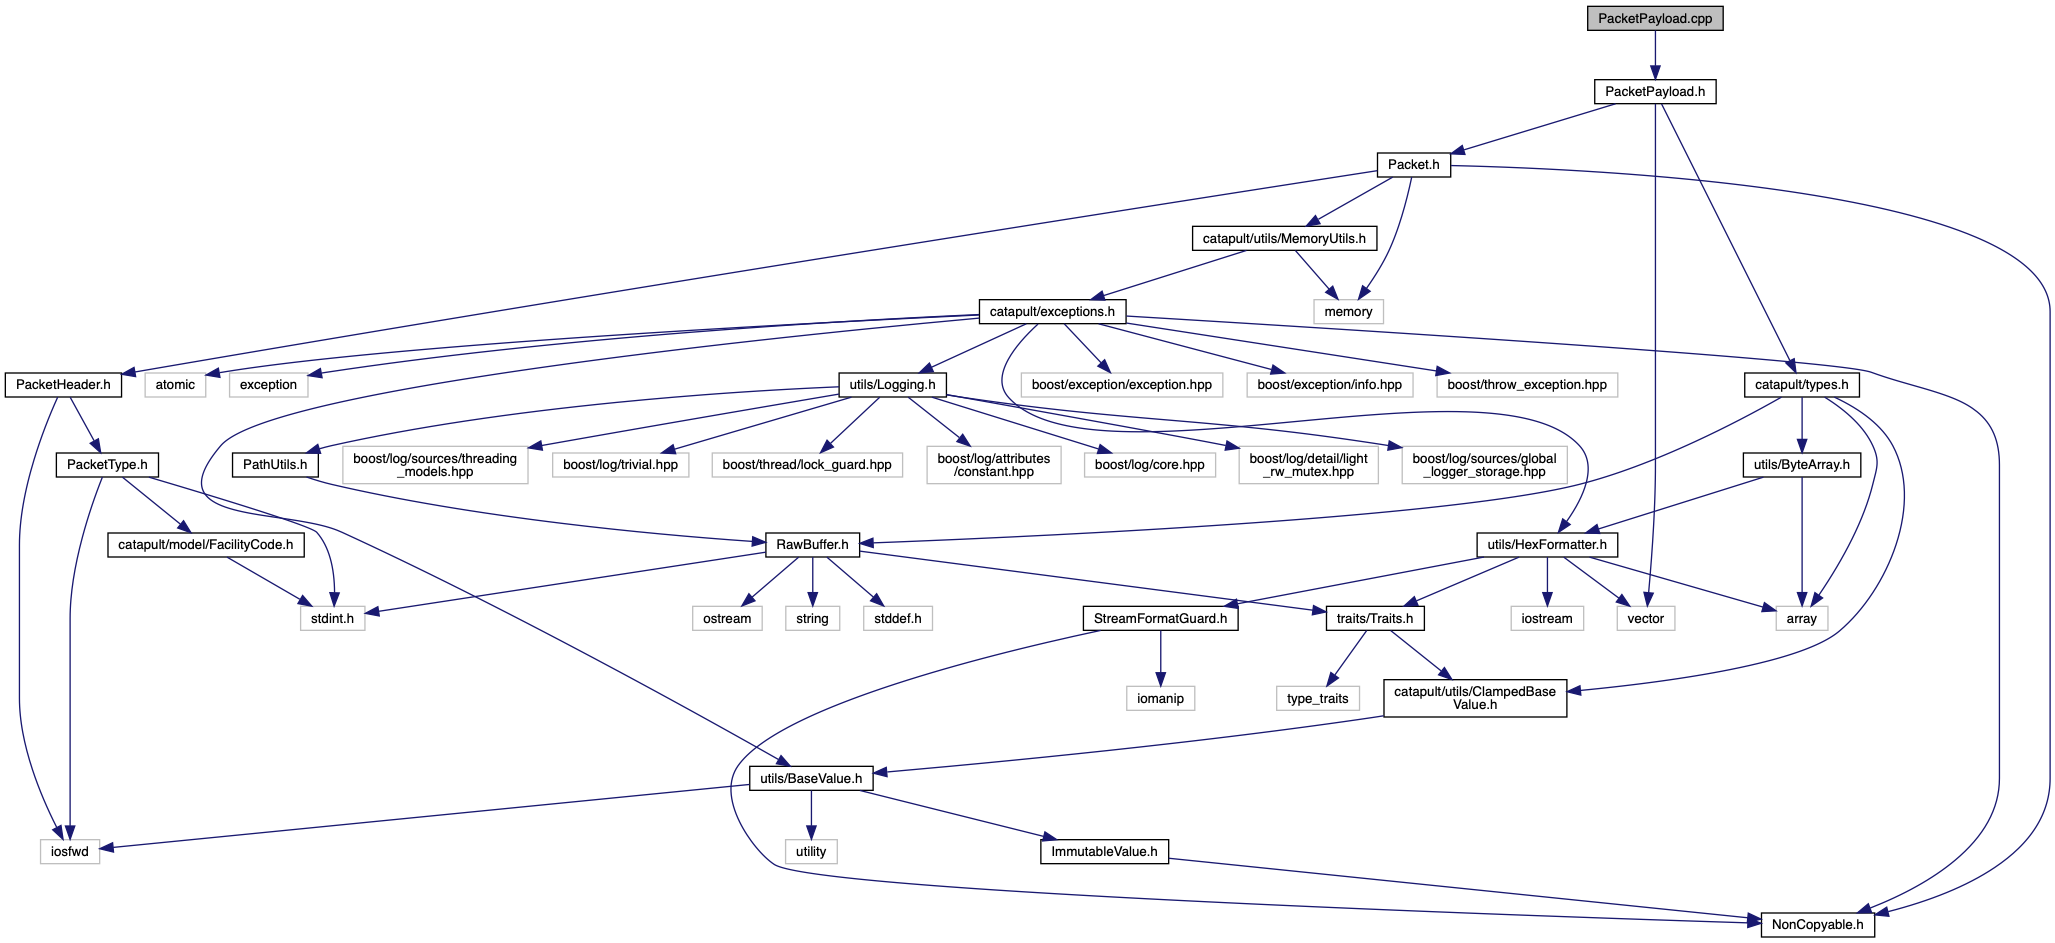 PacketPayload.cpp
PacketPayload.h
Packet.h
catapult/utils/MemoryUtils.h
catapult/exceptions.h
memory
PacketHeader.h
atomic
exception
utils/Logging.h
boost/exception/exception.hpp
boost/exception/info.hpp
boost/throw_exception.hpp
catapult/types.h
PacketType.h
PathUtils.h
boost/log/sources/threading
_models.hpp
boost/log/trivial.hpp
boost/thread/lock_guard.hpp
boost/log/attributes
/constant.hpp
boost/log/core.hpp
boost/log/detail/light
_rw_mutex.hpp
boost/log/sources/global
_logger_storage.hpp
utils/ByteArray.h
catapult/model/FacilityCode.h
RawBuffer.h
utils/HexFormatter.h
stdint.h
ostream
string
stddef.h
StreamFormatGuard.h
traits/Traits.h
iostream
vector
array
iomanip
type_traits
catapult/utils/ClampedBase
Value.h
utils/BaseValue.h
iosfwd
utility
ImmutableValue.h
NonCopyable.h